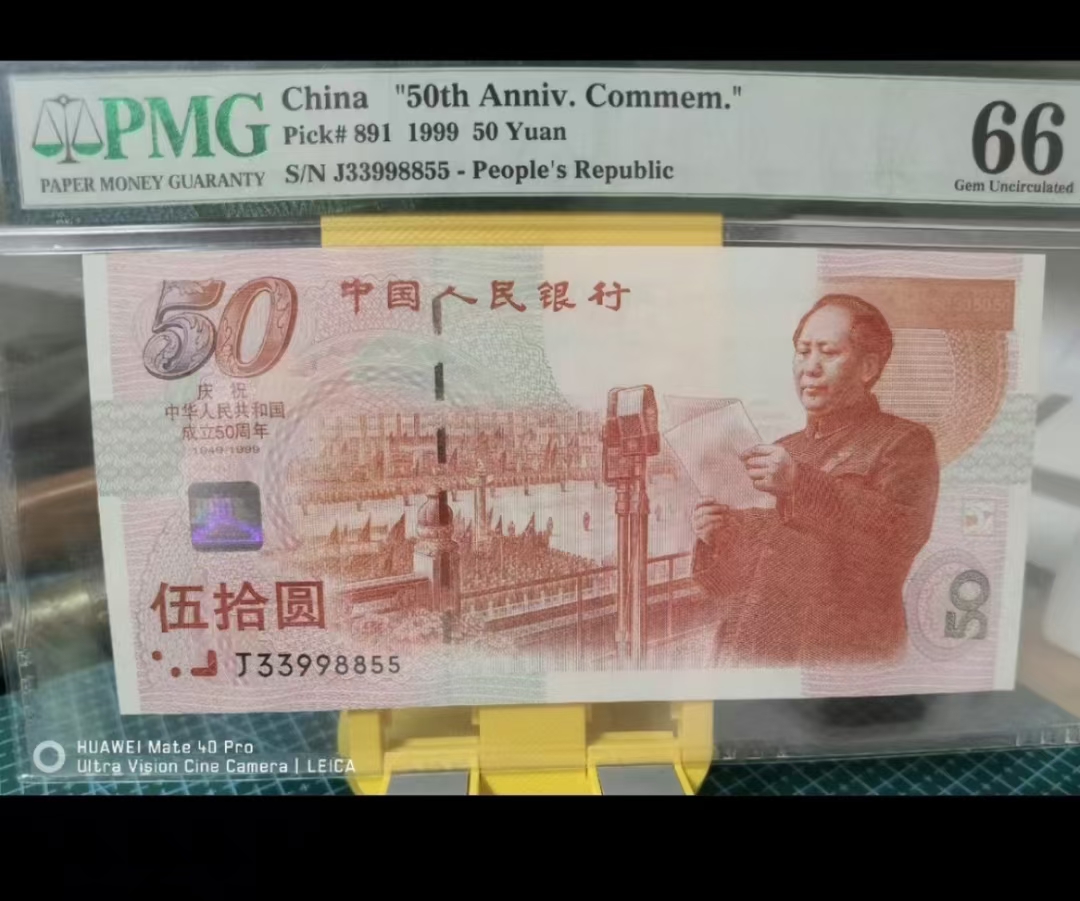 PMG
PAPER MONEY GUARANTY
China "50th Anniv. Commem."
Pick# 891 1999 50 Yuan
S/N J33998855 - People's Republic
66
Gem Uncirculated
50
中国人民银行
庆祝
中华人民共和国
成立50周年
1949-1999
伍拾圆
J33998855
50
HUAWEI Mate 40 Pro
Ultra Vision Cine Camera | LEICA